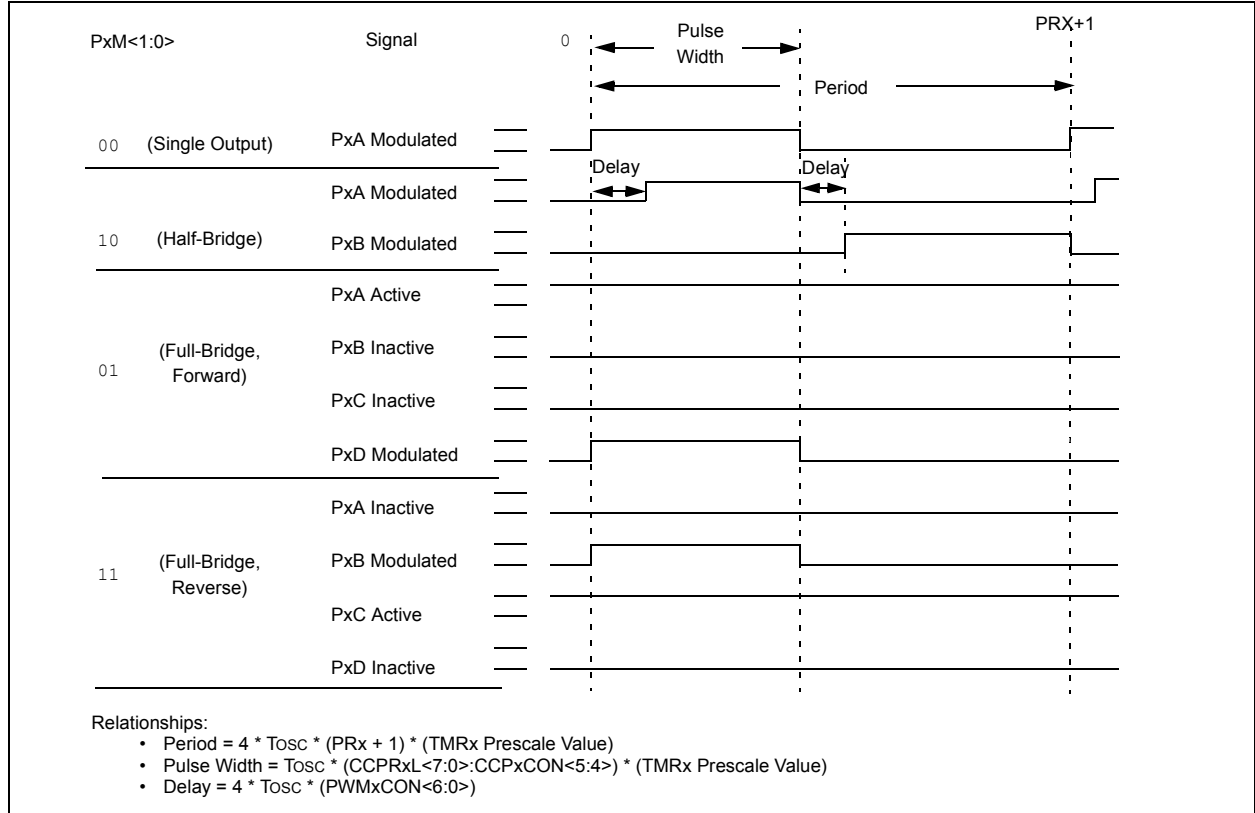 PxM<1:0> Signal 0 Pulse Width PRX+1
Period
00 (Single Output) PxA Modulated
Delay Delay
PxA Modulated
10 (Half-Bridge) PxB Modulated
PxA Active
PxB Inactive
01 (Full-Bridge, Forward)
PxC Inactive
PxD Modulated
PxA Inactive
PxB Modulated
11 (Full-Bridge, Reverse)
PxC Active
PxD Inactive
Relationships:
• Period = 4 * TOSC * (PRx + 1) * (TMRx Prescale Value)
• Pulse Width = TOSC * (CCPRxL<7:0>:CCPxCON<5:4>) * (TMRx Prescale Value)
• Delay = 4 * TOSC * (PWMxCON<6:0>)